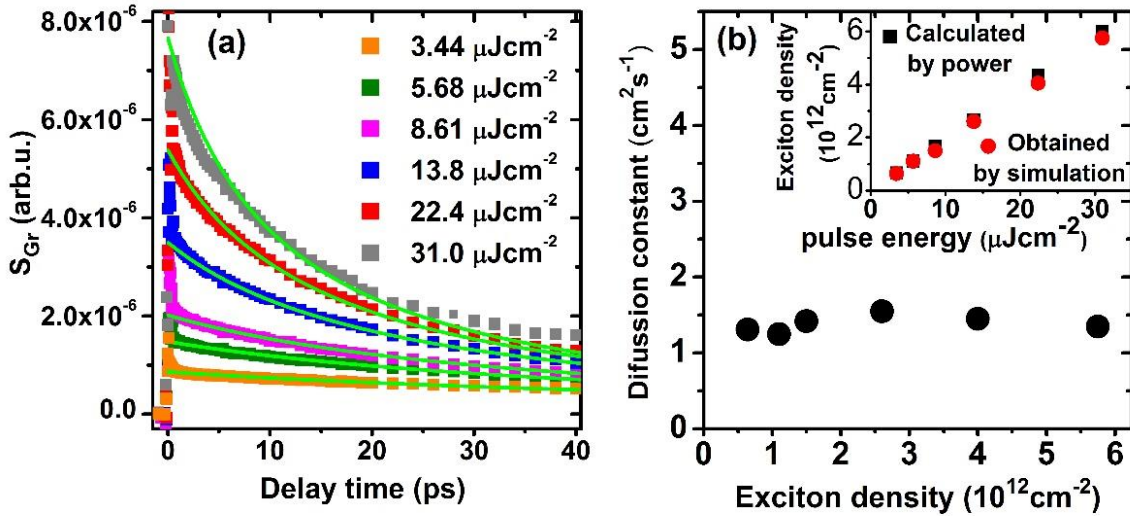 (a)
3.44 μJcm-2
5.68 μJcm-2
8.61 μJcm-2
13.8 μJcm-2
22.4 μJcm-2
31.0 μJcm-2
8.0x10-6
6.0x10-6
4.0x10-6
2.0x10-6
0.0
SGr (arb.u.)
0 10 20 30 40
Delay time (ps)
(b)
5
4
3
2
1
0
Difussion constant (cm2s-1)
0 1 2 3 4 5 6
Exciton density (1012cm-2)
6
4
2
0
Exciton density
(1012cm-2)
Calculated
by power
Obtained
by simulation
0 10 20 30
pulse energy (μJcm-2)